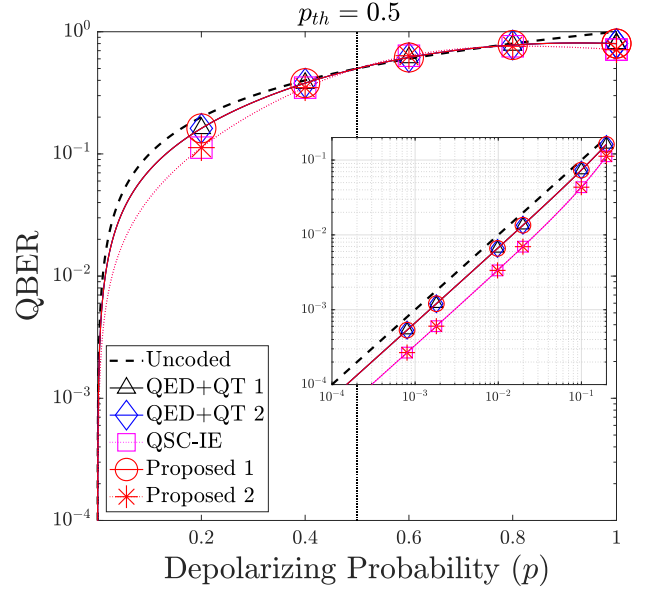 p_th = 0.5
QBER
10^0
10^-1
10^-2
10^-3
10^-4
10^-1
10^-2
10^-3
10^-4
10^-4
10^-3
10^-2
10^-1
Uncoded
QED+QT 1
QED+QT 2
QSC-IE
Proposed 1
Proposed 2
0.2
0.4
0.6
0.8
1
Depolarizing Probability (p)